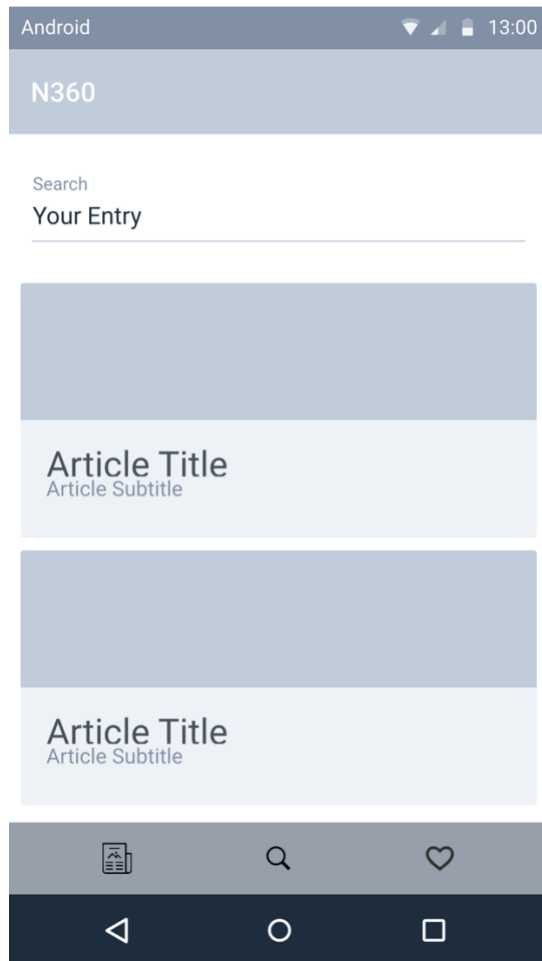 Android 13:00
N360
Search
Your Entry
Article Title
Article Subtitle
Article Title
Article Subtitle